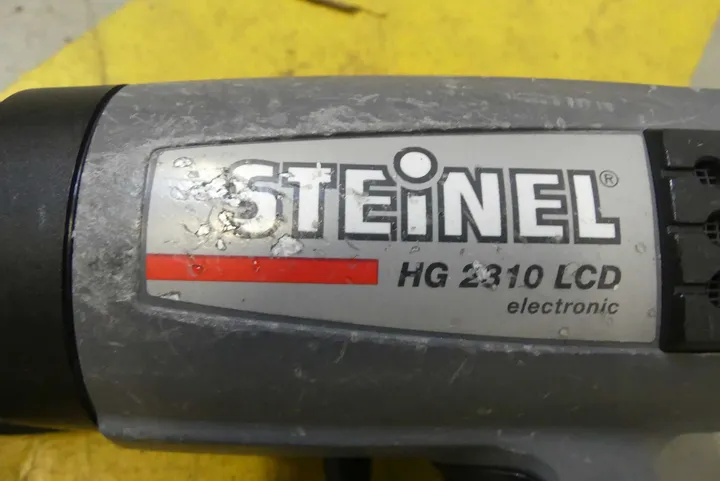 STEiNEL®
HG 2310 LCD
electronic